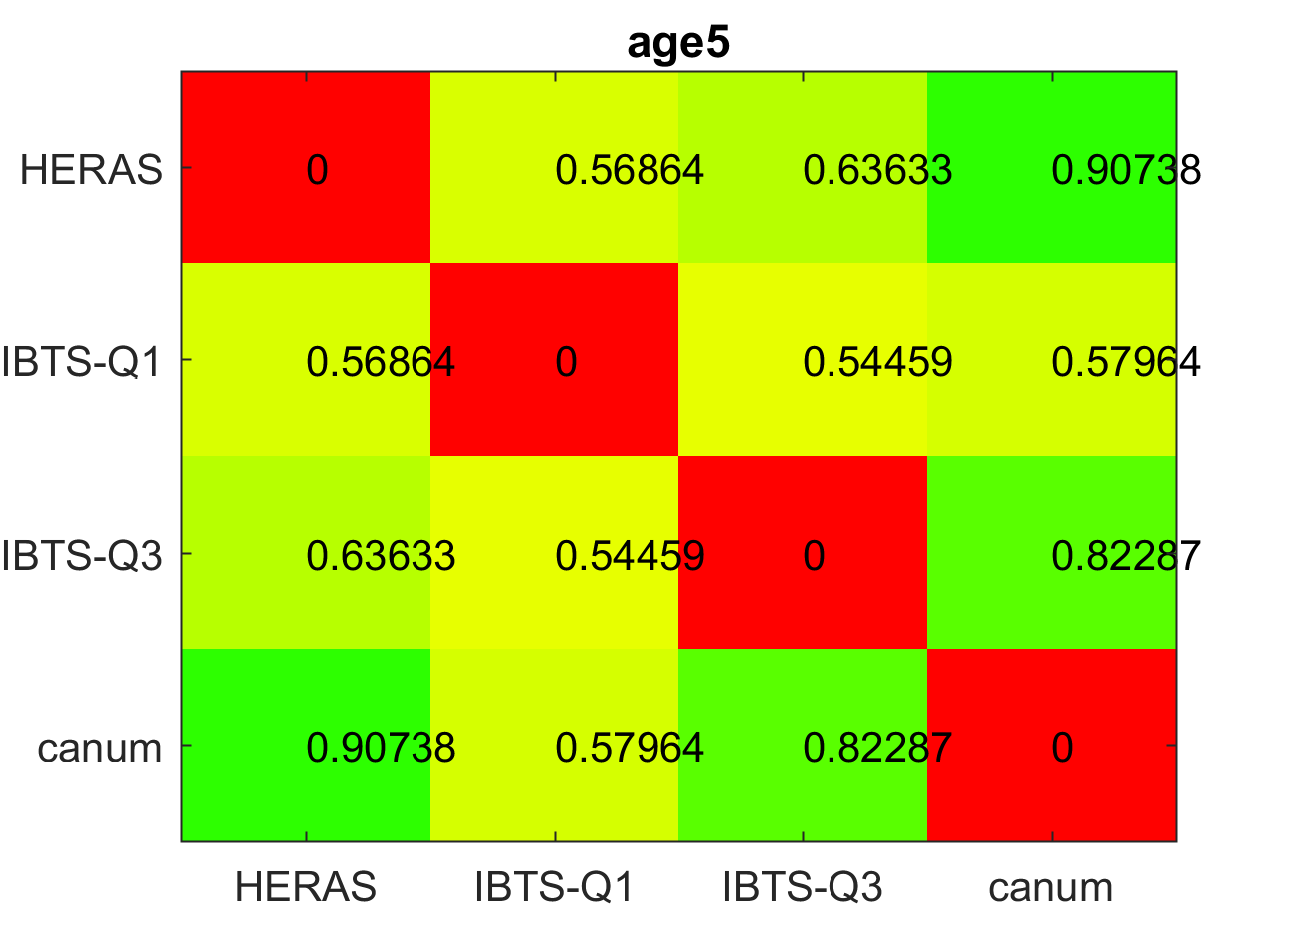 age5
HERAS 0 0.56864 0.63633 0.90738
IBTS-Q1 0.56864 0 0.54459 0.57964
IBTS-Q3 0.63633 0.54459 0 0.82287
canum 0.90738 0.57964 0.82287 0
HERAS IBTS-Q1 IBTS-Q3 canum